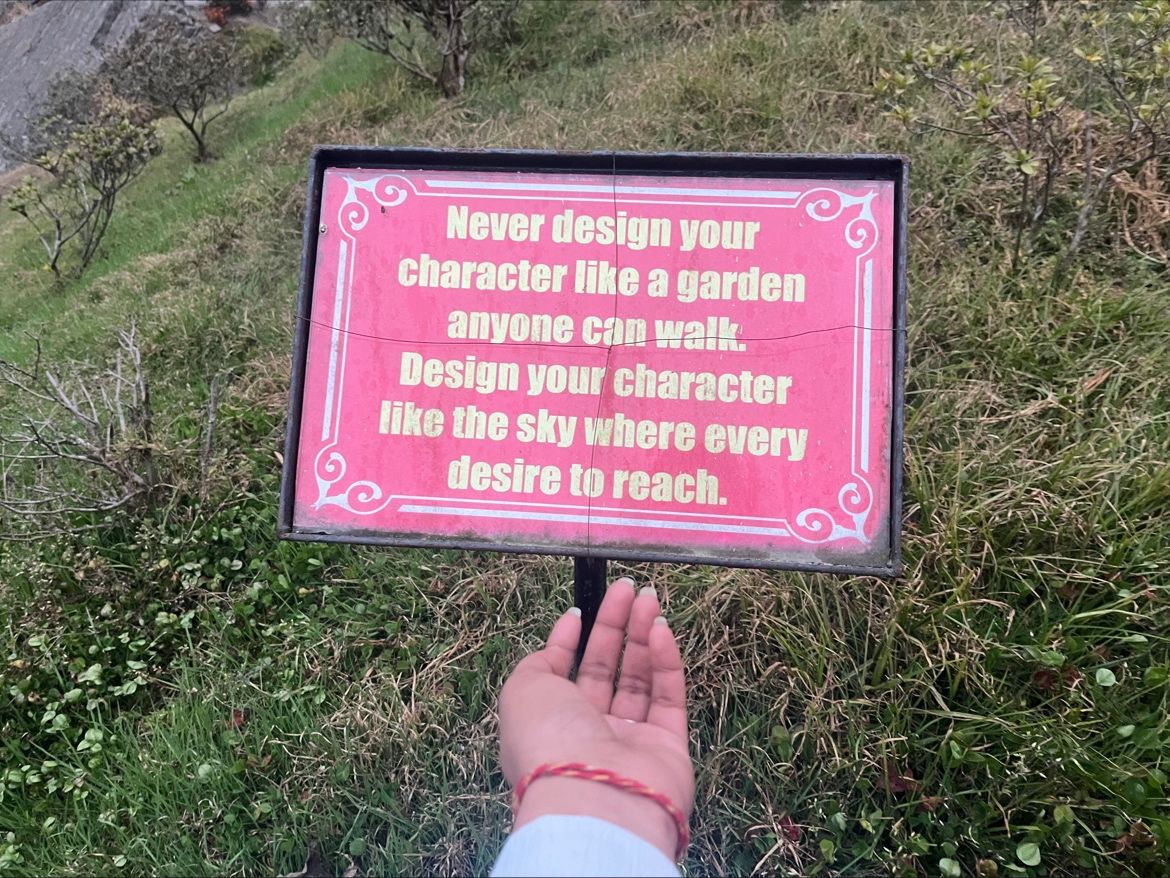 Never design your
character like a garden
anyone can walk.
Design your character
like the sky where every
desire to reach.